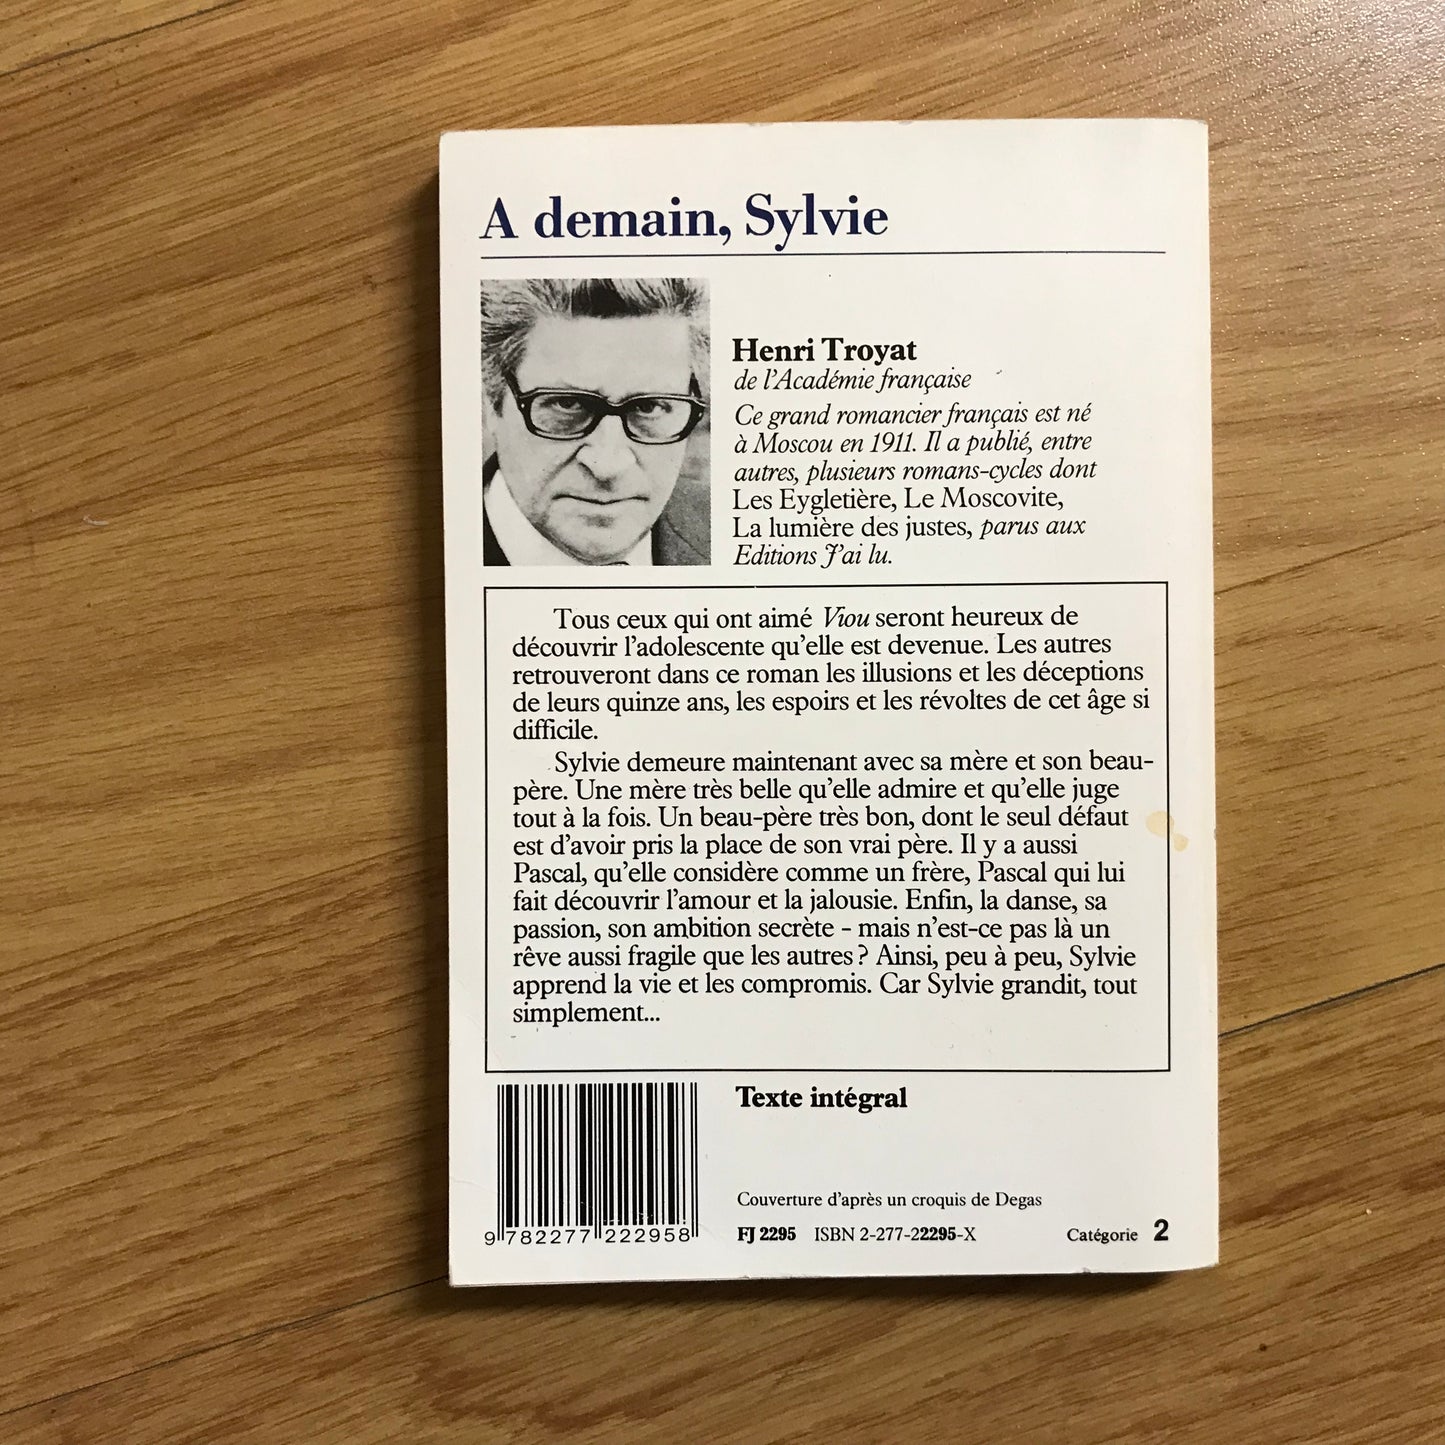 A demain, Sylvie
Henri Troyat
de l'Académie française
Ce grand romancier français est né
à Moscou en 1911. Il a publié, entre
autres, plusieurs romans-cycles dont
Les Eygletière, Le Moscovite,
La lumière des justes, parus aux
Editions J'ai lu.
Tous ceux qui ont aimé Viou seront heureux de
découvrir l'adolescente qu'elle est devenue. Les autres
retrouveront dans ce roman les illusions et les déceptions
de leurs quinze ans, les espoirs et les révoltes de cet âge si
difficile.
Sylvie demeure maintenant avec sa mère et son beau-
père. Une mère très belle qu'elle admire et qu'elle juge
tout à la fois. Un beau-père très bon, dont le seul défaut
est d'avoir pris la place de son vrai père. Il y a aussi
Pascal, qu'elle considère comme un frère, Pascal qui lui
fait découvrir l'amour et la jalousie. Enfin, la danse, sa
passion, son ambition secrète - mais n'est-ce pas là un
rêve aussi fragile que les autres ? Ainsi, peu à peu, Sylvie
apprend la vie et les compromis. Car Sylvie grandit, tout
simplement...
Texte intégral
Couverture d'après un croquis de Degas
FJ 2295 ISBN 2-277-22295-X Catégorie 2
9 782277 222958